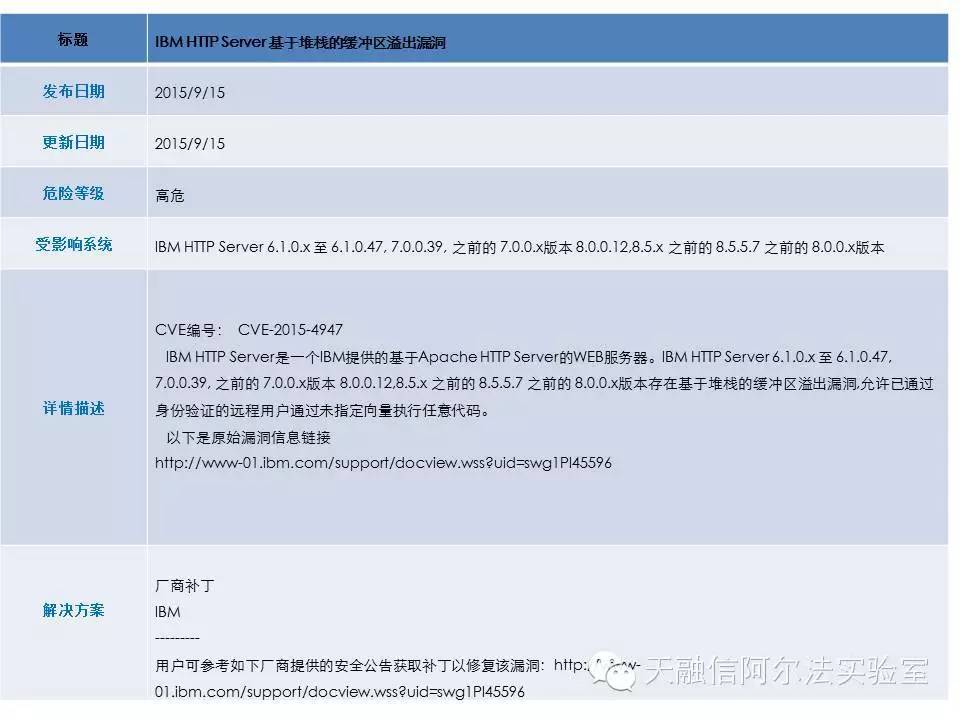 标题
IBM HTTP Server 基于堆栈的缓冲区溢出漏洞
发布日期
2015/9/15
更新日期
2015/9/15
危险等级
高危
受影响系统
IBM HTTP Server 6.1.0.x 至 6.1.0.47, 7.0.0.39, 之前的 7.0.0.x版本 8.0.0.12,8.5.x 之前的 8.5.5.7 之前的 8.0.0.x版本
详情描述
CVE编号： CVE-2015-4947
IBM HTTP Server是一个IBM提供的基于Apache HTTP Server的WEB服务器。IBM HTTP Server 6.1.0.x 至 6.1.0.47,
7.0.0.39, 之前的 7.0.0.x版本 8.0.0.12,8.5.x 之前的 8.5.5.7 之前的 8.0.0.x版本存在基于堆栈的缓冲区溢出漏洞,允许已通过
身份验证的远程用户通过未指定向量执行任意代码。
以下是原始漏洞信息链接
http://www-01.ibm.com/support/docview.wss?uid=swg1PI45596
解决方案
厂商补丁
IBM
---------
用户可参考如下厂商提供的安全公告获取补丁以修复该漏洞：http:
01.ibm.com/support/docview.wss?uid=swg1PI45596
天融信阿尔法实验室